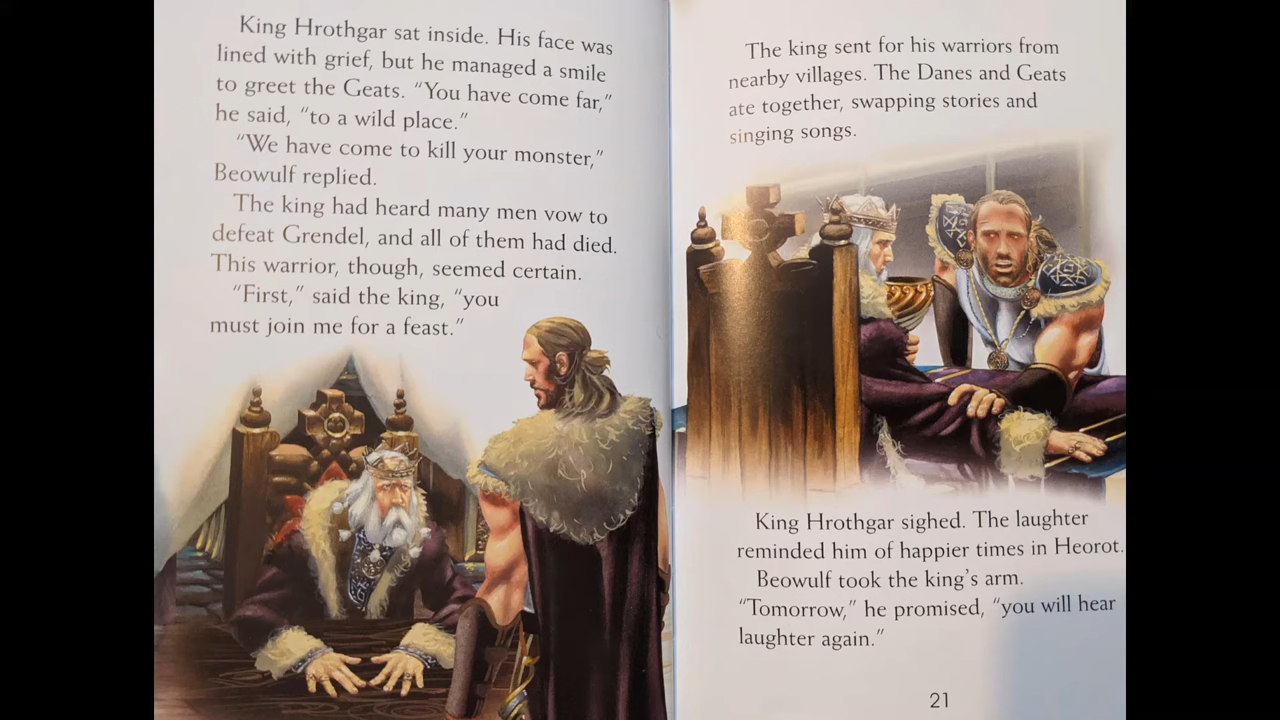 King Hrothgar sat inside. His face was
lined with grief, but he managed a smile
to greet the Geats. “You have come far,”
he said, “to a wild place.”
“We have come to kill your monster,”
Beowulf replied.
The king had heard many men vow to
defeat Grendel, and all of them had died.
This warrior, though, seemed certain.
“First,” said the king, “you
must join me for a feast.”
The king sent for his warriors from
nearby villages. The Danes and Geats
ate together, swapping stories and
singing songs.
King Hrothgar sighed. The laughter
reminded him of happier times in Heorot.
Beowulf took the king’s arm.
“Tomorrow,” he promised, “you will hear
laughter again.”
21